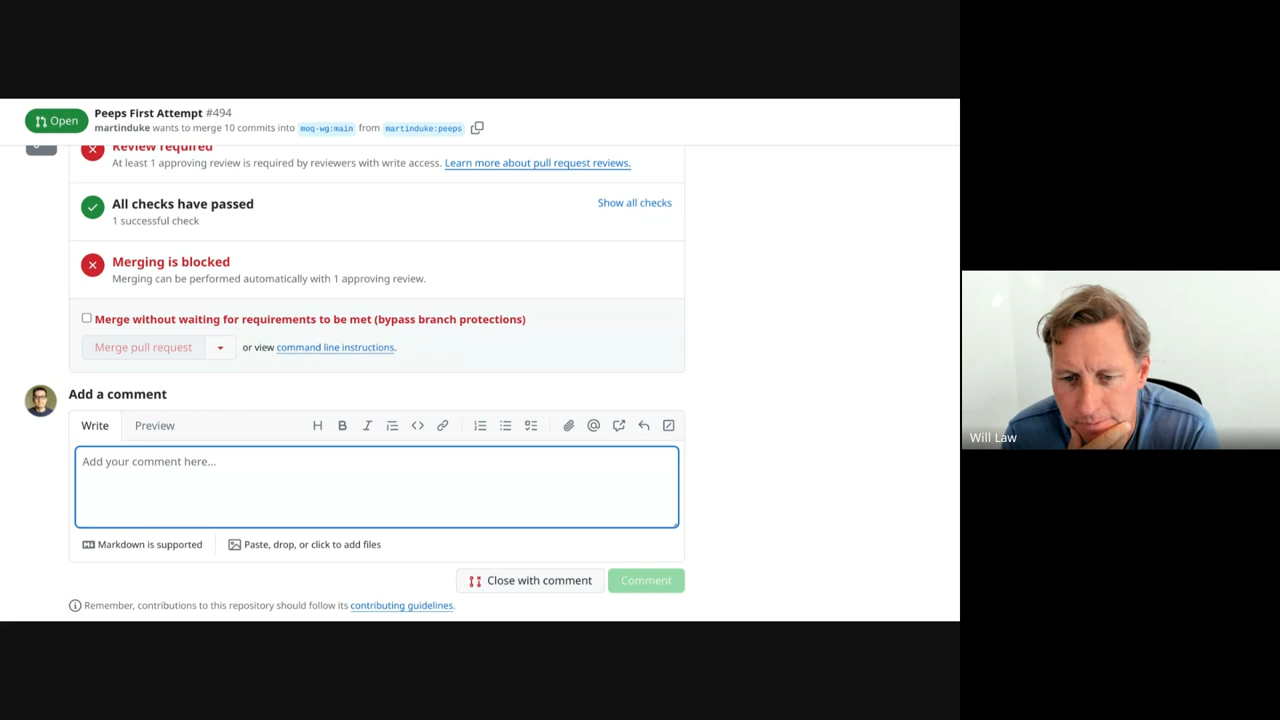 Open
Peeps First Attempt #494
martinduke wants to merge 10 commits into moq-wg:main from martinduke:peeps
Review required
At least 1 approving review is required by reviewers with write access. Learn more about pull request reviews.
All checks have passed
Show all checks
1 successful check
Merging is blocked
Merging can be performed automatically with 1 approving review.
Merge without waiting for requirements to be met (bypass branch protections)
Merge pull request
or view command line instructions.
Add a comment
Write
Preview
Add your comment here...
Markdown is supported
Paste, drop, or click to add files
Close with comment
Comment
Remember, contributions to this repository should follow its contributing guidelines.
Will Law